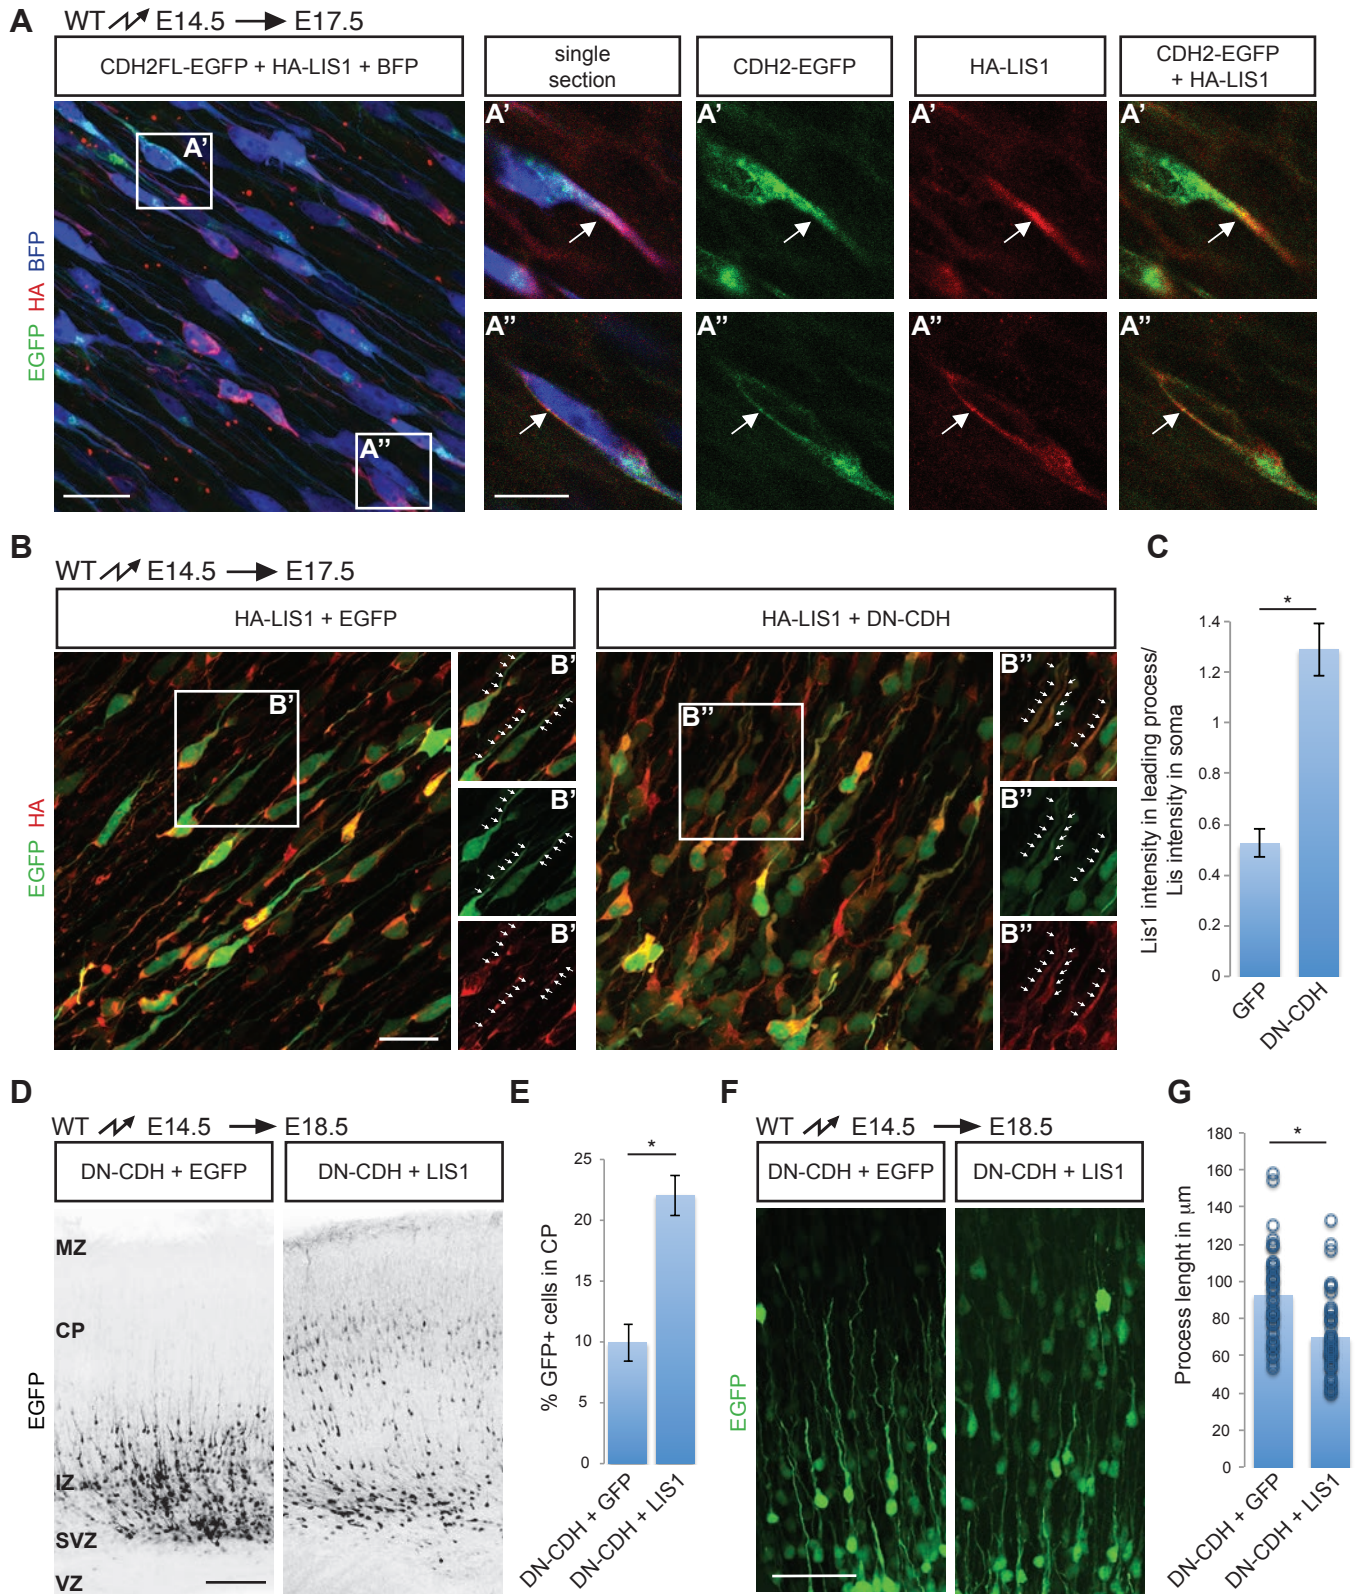 A
WT E14.5 E17.5
CDH2FL-EGFP + HA-LIS1 + BFP
single
section
CDH2-EGFP
HA-LIS1
CDH2-EGFP
+ HA-LIS1
EGFP HA BFP
A'
A''
A'
A'
A'
A'
A''
A''
A''
A''
B
WT E14.5 E17.5
HA-LIS1 + EGFP
HA-LIS1 + DN-CDH
EGFP HA
B'
B'
B'
B'
B''
B''
B''
B''
C
*
Lis1 intensity in leading process/
Lis intensity in soma
1.4
1.2
1
0.8
0.6
0.4
0.2
0
GFP
DN-CDH
D
WT E14.5 E18.5
DN-CDH + EGFP
DN-CDH + LIS1
EGFP
MZ
CP
IZ
SVZ
VZ
E
*
% GFP+ cells in CP
25
20
15
10
5
0
DN-CDH + GFP
DN-CDH + LIS1
F
WT E14.5 E18.5
DN-CDH + EGFP
DN-CDH + LIS1
EGFP
G
*
Process lenght in μm
180
160
140
120
100
80
60
40
20
0
DN-CDH + GFP
DN-CDH + LIS1